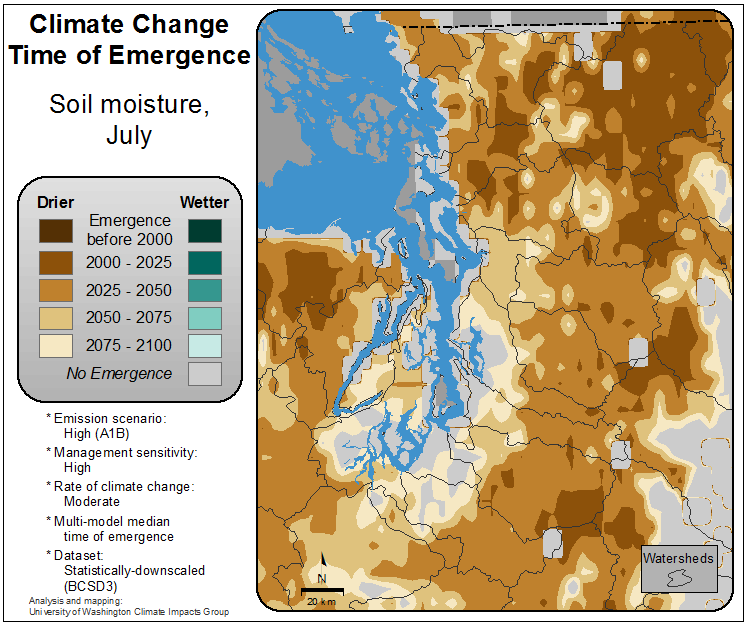 Climate Change
Time of Emergence
Soil moisture,
July
Drier Wetter
Emergence
before 2000
2000 - 2025
2025 - 2050
2050 - 2075
2075 - 2100
No Emergence
* Emission scenario:
High (A1B)
* Management sensitivity:
High
* Rate of climate change:
Moderate
* Multi-model median
time of emergence
* Dataset:
Statistically-downscaled
(BCSD3)
Analysis and mapping:
University of Washington Climate Impacts Group
N
20 km
Watersheds